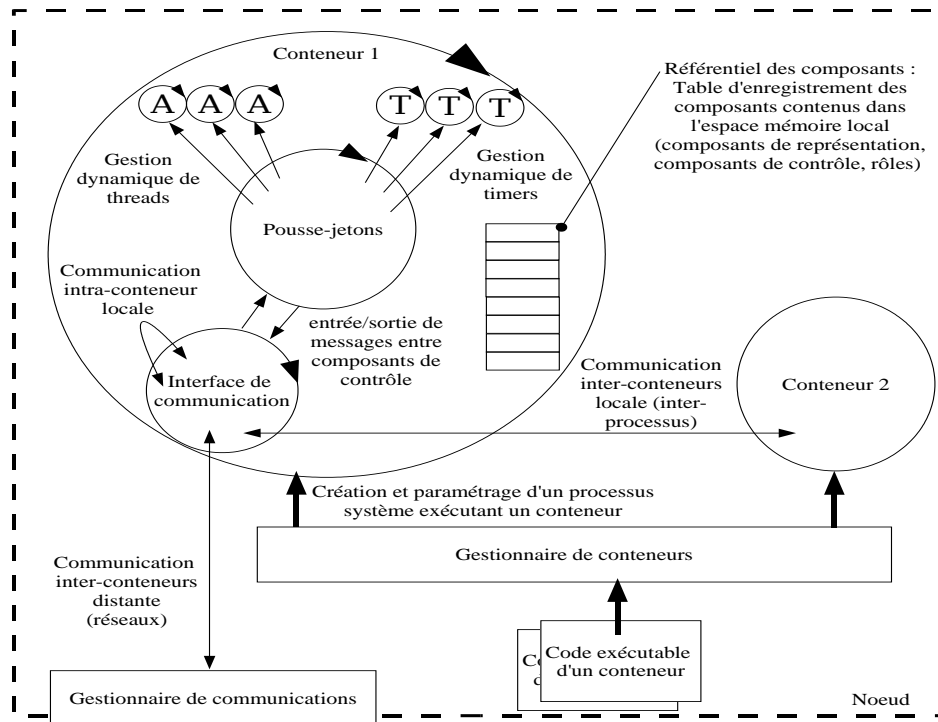 Conteneur 1
A A A
T T T
Gestion
dynamique de
threads
Gestion
dynamique de
timers
Pousse-jetons
Référentiel des composants :
Table d'enregistrement des
composants contenus dans
l'espace mémoire local
(composants de représentation,
composants de contrôle, rôles)
Communication
intra-conteneur
locale
entrée/sortie de
messages entre
composants de
contrôle
Interface de
communication
Communication
inter-conteneurs
locale (inter-
processus)
Conteneur 2
Création et paramétrage d'un processus
système exécutant un conteneur
Gestionnaire de conteneurs
Communication
inter-conteneurs
distante
(réseaux)
Code exécutable
d'un conteneur
Gestionnaire de communications
Noeud